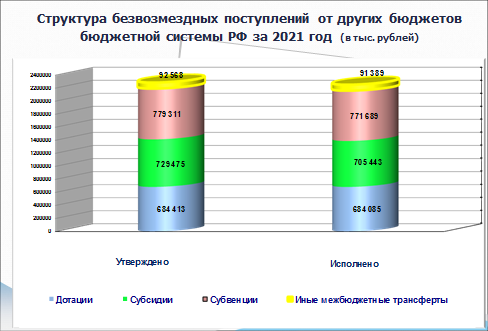 Структура безвозмездных поступлений от других бюджетов
бюджетной системы РФ за 2021 год (в тыс. рублей)
2400000
2200000
2000000
1800000
1600000
1400000
1200000
1000000
800000
600000
400000
200000
0
92 568
779 311
729 475
684 413
91 389
771 689
705 443
684 085
Утверждено
Исполнено
Дотации
Субсидии
Субвенции
Иные межбюджетные трансферты